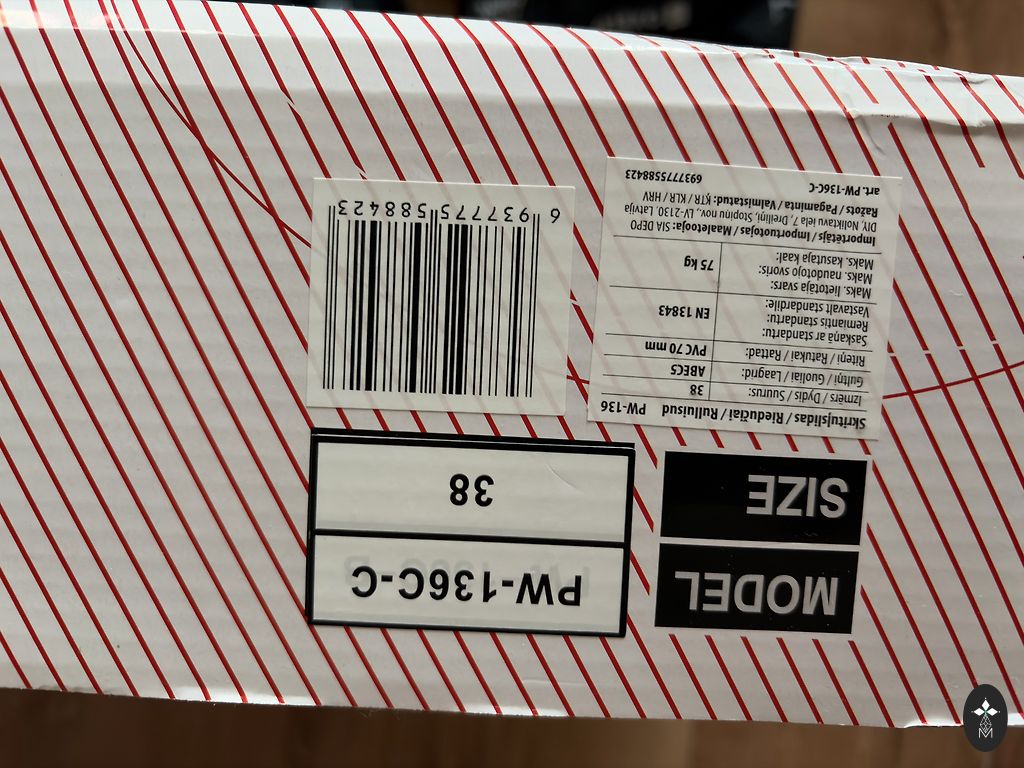 MODEL
PW-136C-C
SIZE
38
Skrituļslidas / Riedučiai / Rulluisud PW-136
Izmērs / Dydis / Suurus: 38
Gultņi / Guoliai / Laagrid: ABEC5
Riteņi / Ratukai / Rattad: PVC 70 mm
Saskaņā ar standartu:
Remiantis standartu: EN 13843
Vastavalt standardile:
Maks. lietotāja svars:
Maks. naudotojo svoris: 75 kg
Maks. kasutaja kaal:
Importētājs / Importuotojas / Maaletooja: SIA DEPO
DIY, Noliktavu iela 7, Dreiliņi, Stopiņu nov., LV-2130, Latvija
Ražots / Pagaminta / Valmistatud: ĶTR / KLR / HRV
art. PW-136C-C 6937775588423
6 937775 588423